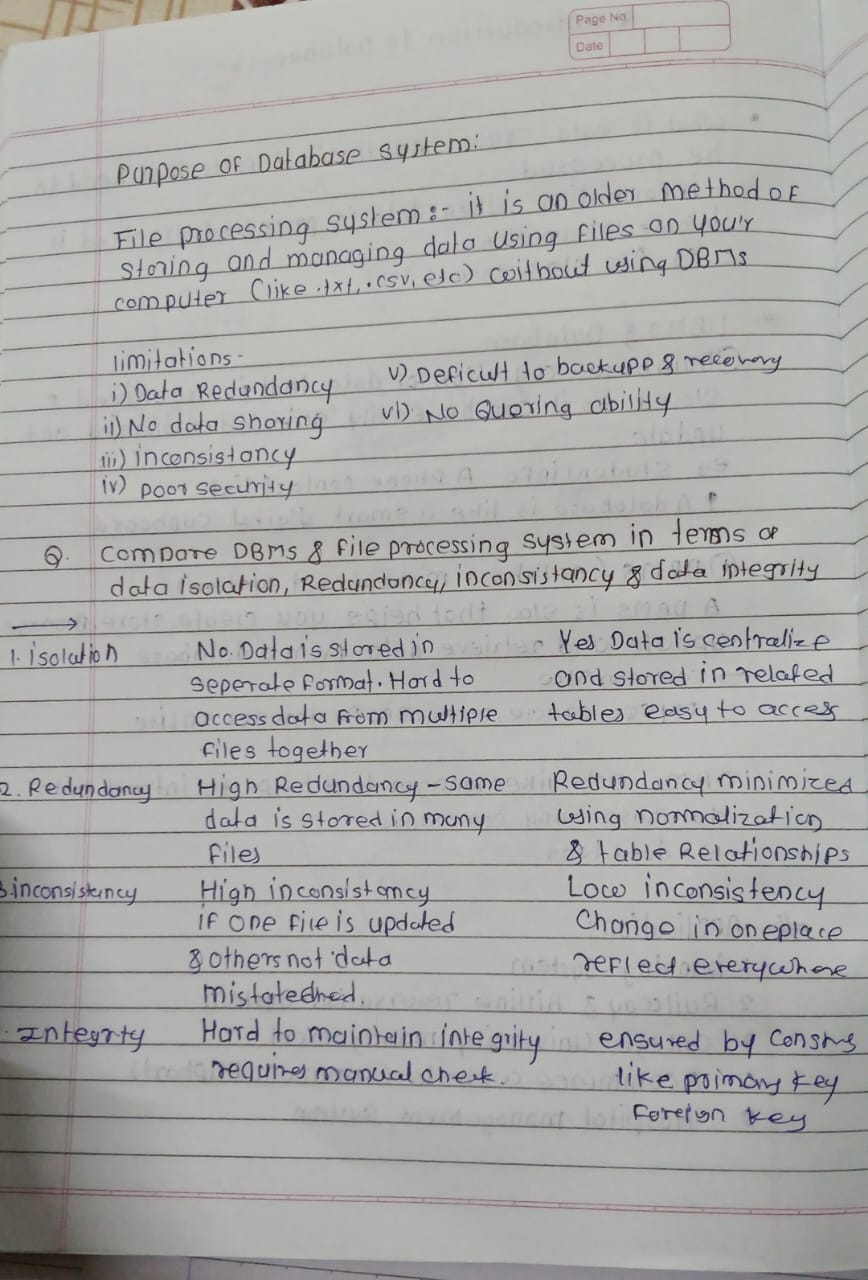 Page No.
Date
Purpose of Database system:
File processing system :- it is an older method of
storing and managing data using files on you'r
computer (like .txt, .csv, etc) without using DBMS
limitations -
i) Data Redundancy
v) Deficult to backupp & recovary
ii) No data sharing
vi) No Quering ability
iii) inconsistancy
iv) poor security
Q. Compare DBMS & file processing system in terms of
data isolation, Redundancy, inconsistancy & data integrity
1. isolation No. Data is stored in Yes Data is centralize
seperate format. Hard to and stored in related
access data from multiple tables easy to access
files together
2. Redundancy High Redundancy - same Redundancy minimized
data is stored in many using normalization
files & table Relationships
3. inconsistency High inconsistancy Low inconsistency
if one file is updated Change in one place
& others not data reflect everywhere
Integrty Hard to maintain integrity ensured by
requires manual check. like primary key
Foreign key